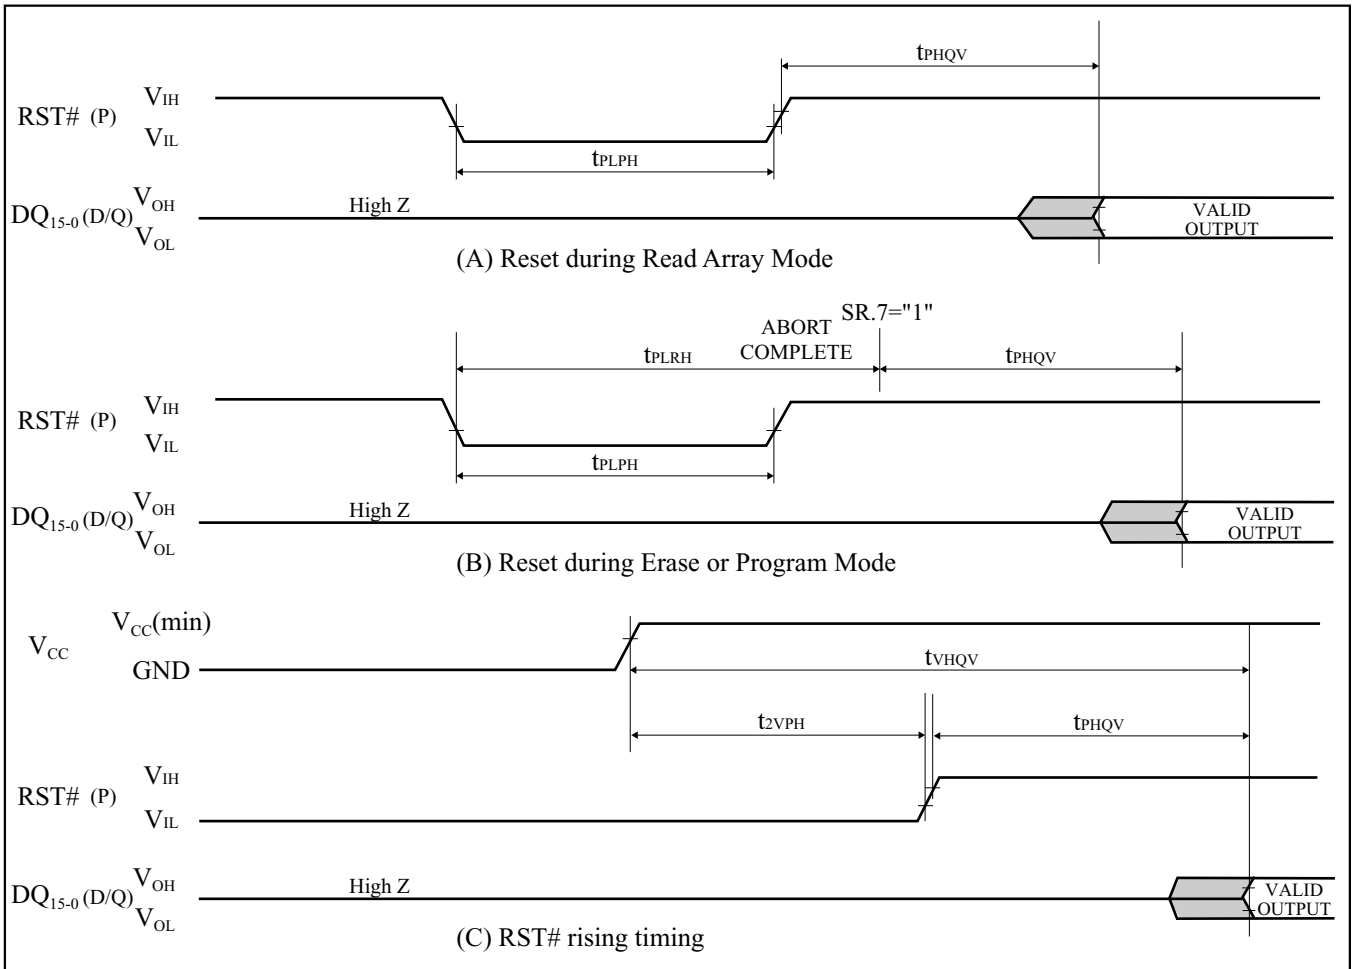 tPHQV
VIH
RST# (P)
VIL
tPLPH
VOH
DQ15-0 (D/Q)
High Z
VOL
VALID
OUTPUT
(A) Reset during Read Array Mode
SR.7="1"
ABORT
COMPLETE
tPLRH
tPHQV
VIH
RST# (P)
VIL
tPLPH
VOH
DQ15-0 (D/Q)
High Z
VOL
VALID
OUTPUT
(B) Reset during Erase or Program Mode
VCC(min)
VCC
GND
tVHQV
t2VPH
tPHQV
VIH
RST# (P)
VIL
VOH
DQ15-0 (D/Q)
High Z
VOL
VALID
OUTPUT
(C) RST# rising timing